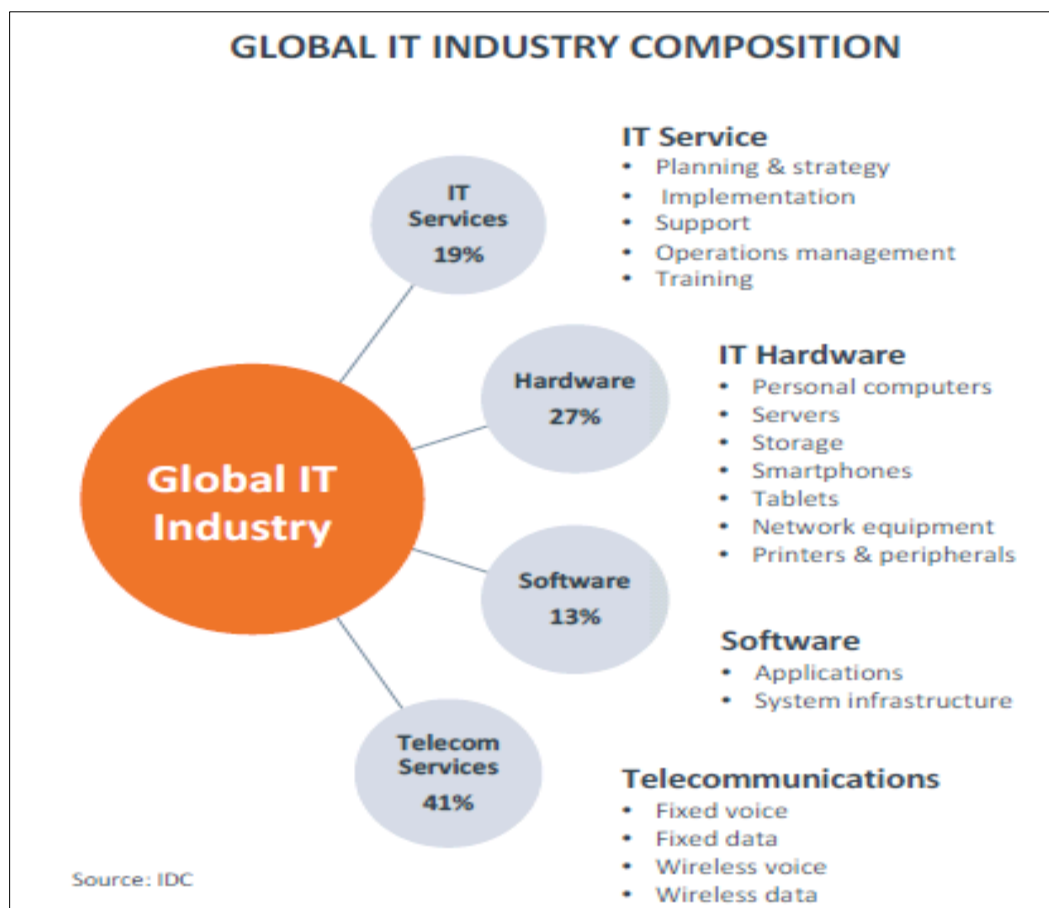 GLOBAL IT INDUSTRY COMPOSITION
IT
Services
19%
IT Service
• Planning & strategy
• Implementation
• Support
• Operations management
• Training
Hardware
27%
IT Hardware
• Personal computers
• Servers
• Storage
• Smartphones
• Tablets
• Network equipment
• Printers & peripherals
Global IT
Industry
Software
13%
Software
• Applications
• System infrastructure
Telecom
Services
41%
Telecommunications
• Fixed voice
• Fixed data
• Wireless voice
• Wireless data
Source: IDC